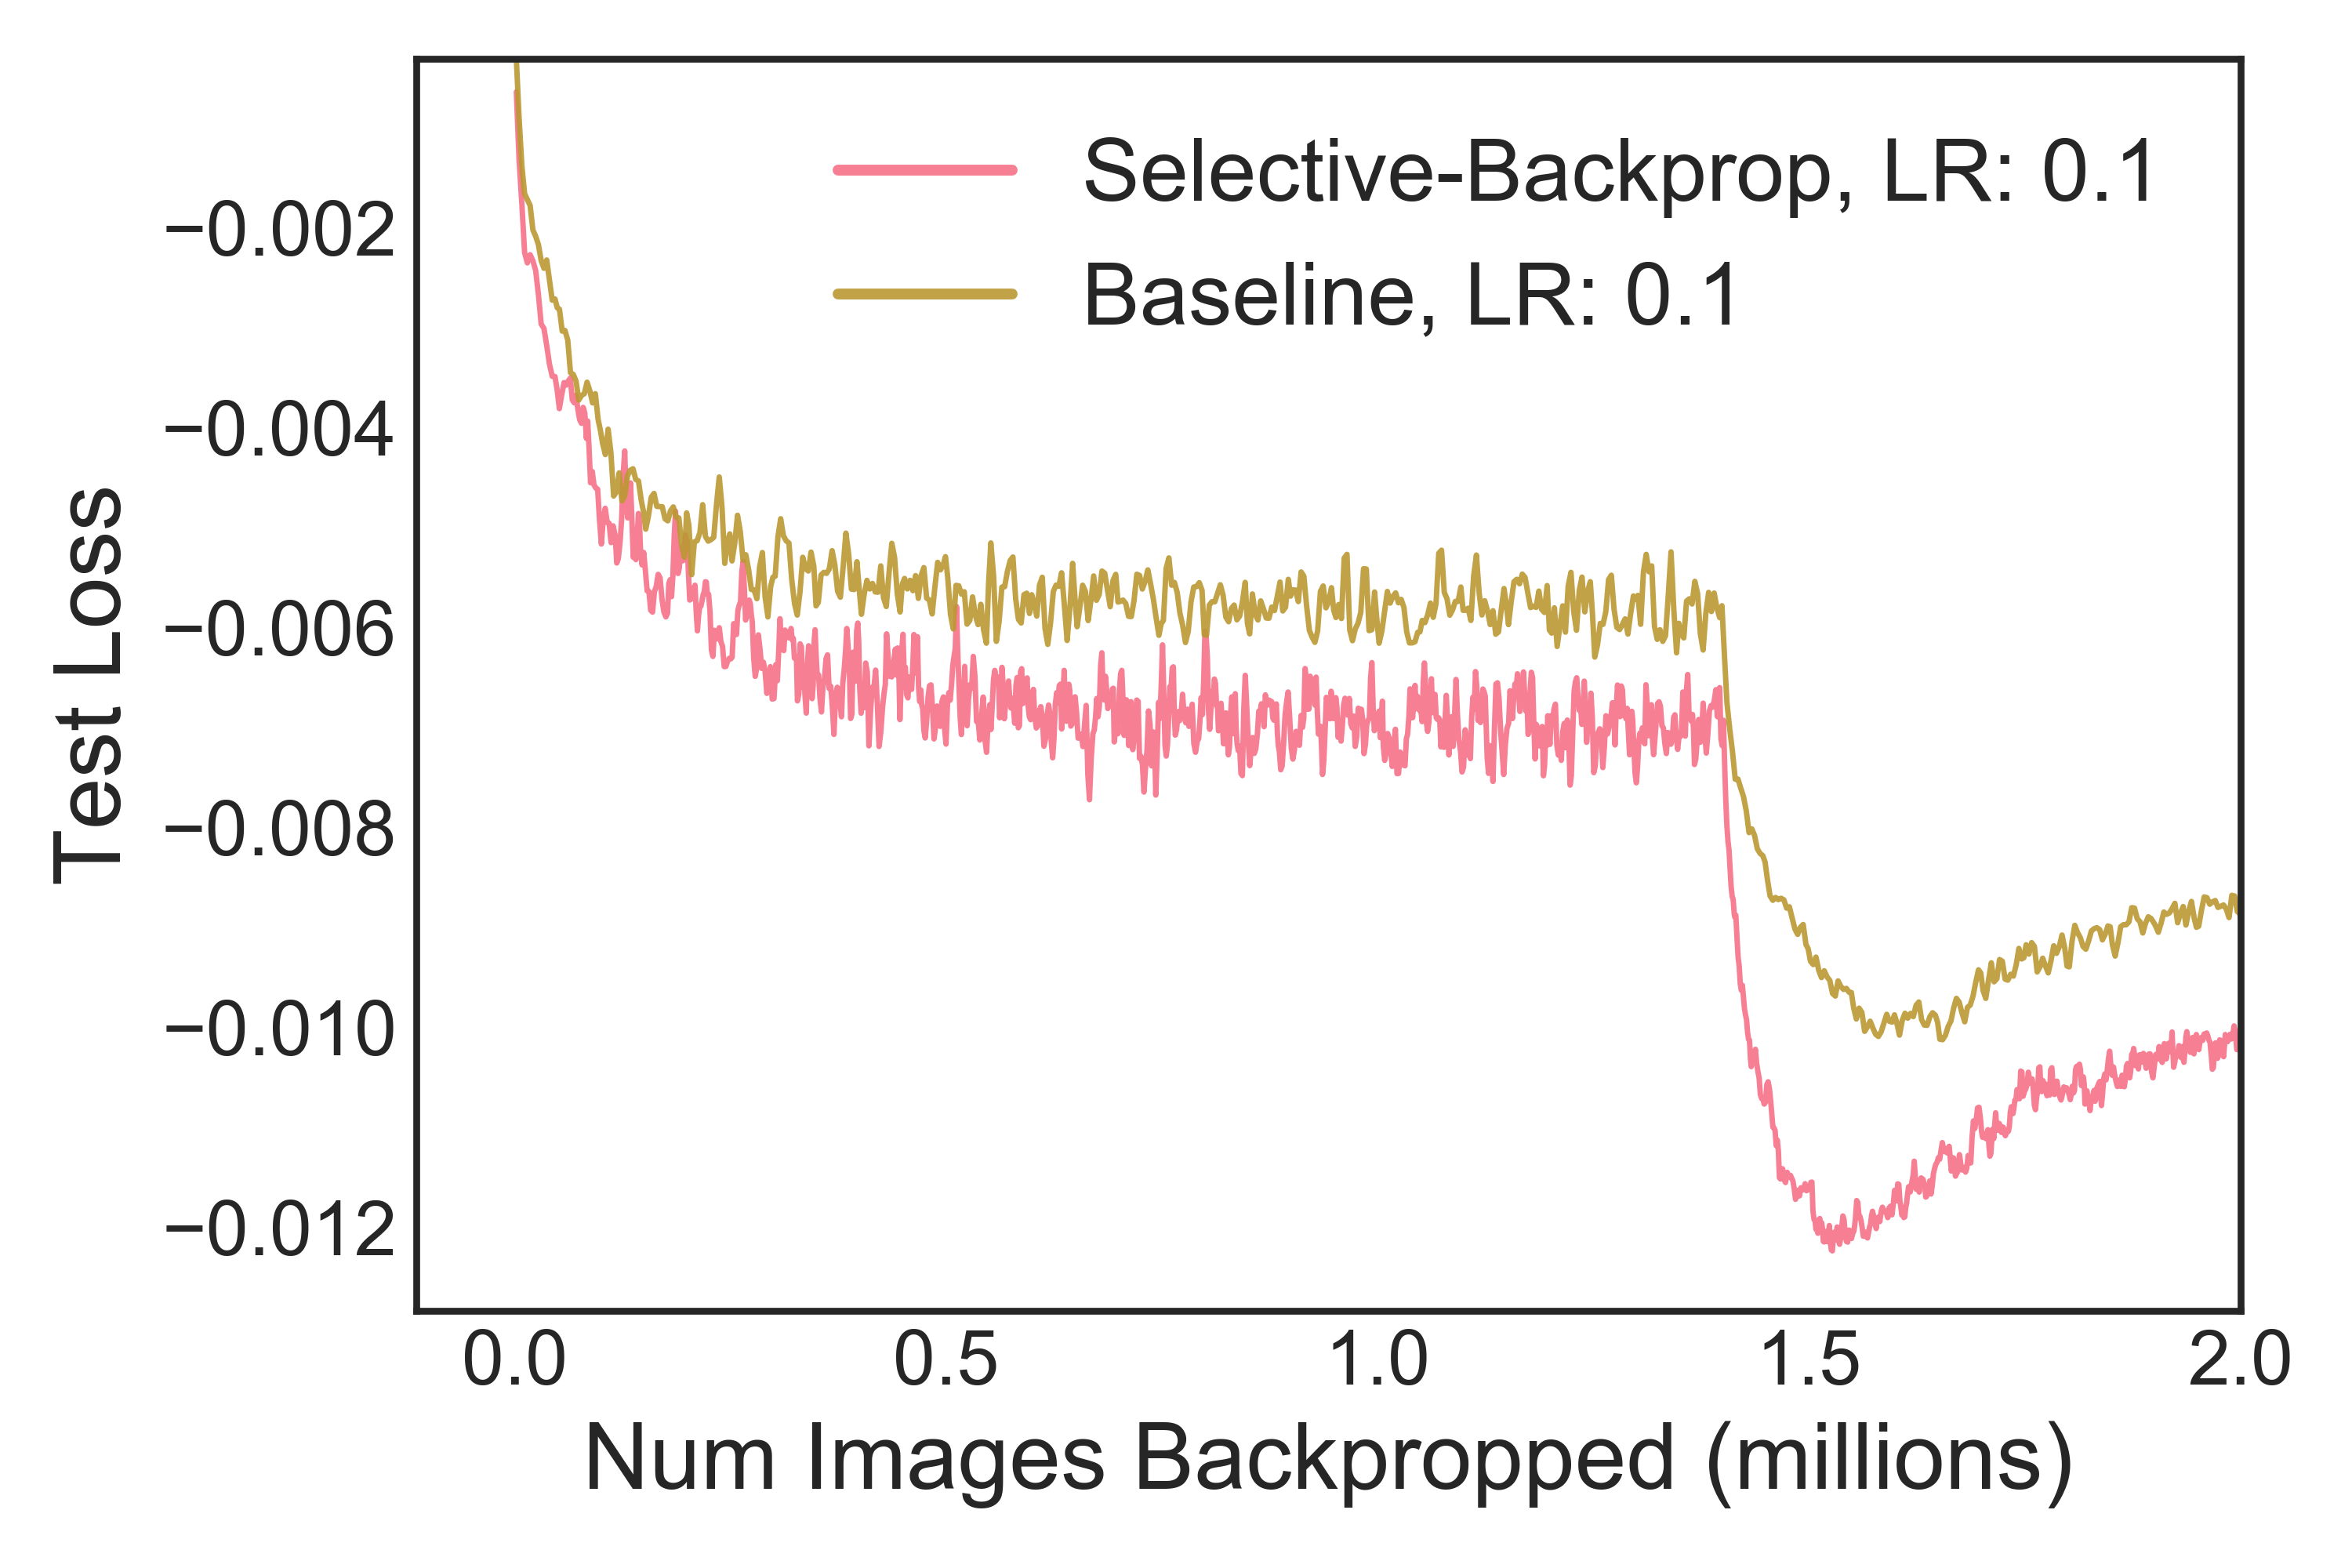 Selective-Backprop, LR: 0.1
Baseline, LR: 0.1
Test Loss
−0.002
−0.004
−0.006
−0.008
−0.010
−0.012
0.0 0.5 1.0 1.5 2.0
Num Images Backpropped (millions)